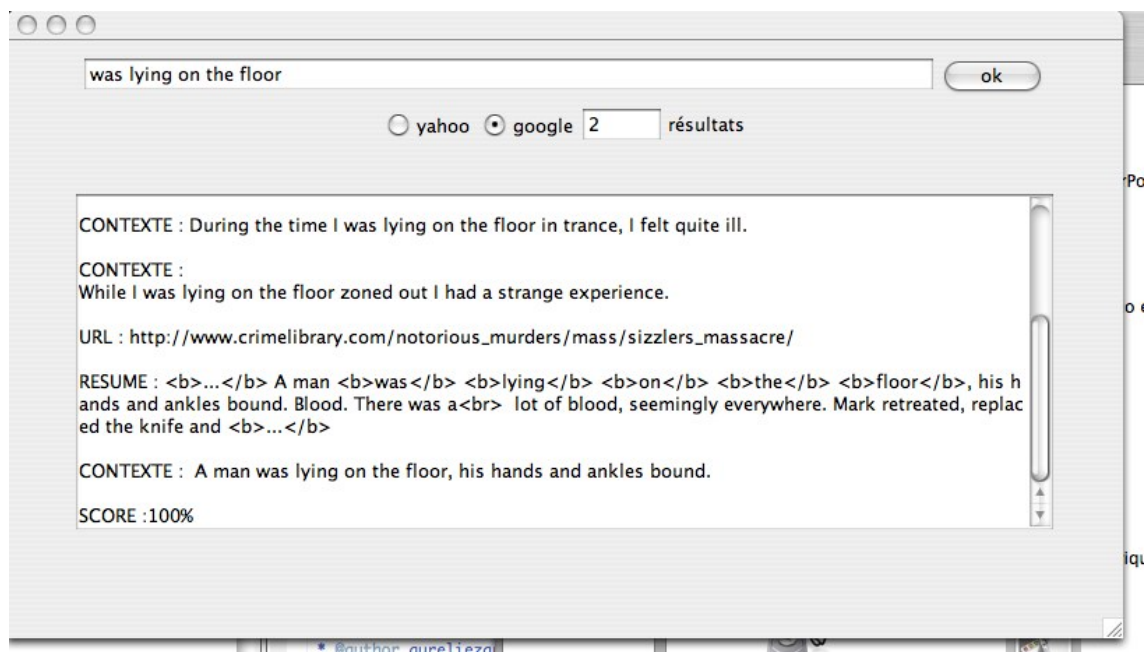 was lying on the floor
ok
yahoo google 2 résultats
rPo
CONTEXTE : During the time I was lying on the floor in trance, I felt quite ill.
CONTEXTE :
While I was lying on the floor zoned out I had a strange experience.
o e
URL : http://www.crimelibrary.com/notorious_murders/mass/sizzlers_massacre/
RESUME : <b>...</b> A man <b>was</b> <b>lying</b> <b>on</b> <b>the</b> <b>floor</b>, his h
ands and ankles bound. Blood. There was a<br>  lot of blood, seemingly everywhere. Mark retreated, replac
ed the knife and <b>...</b>
CONTEXTE :  A man was lying on the floor, his hands and ankles bound.
SCORE :100%
iqu
* @author